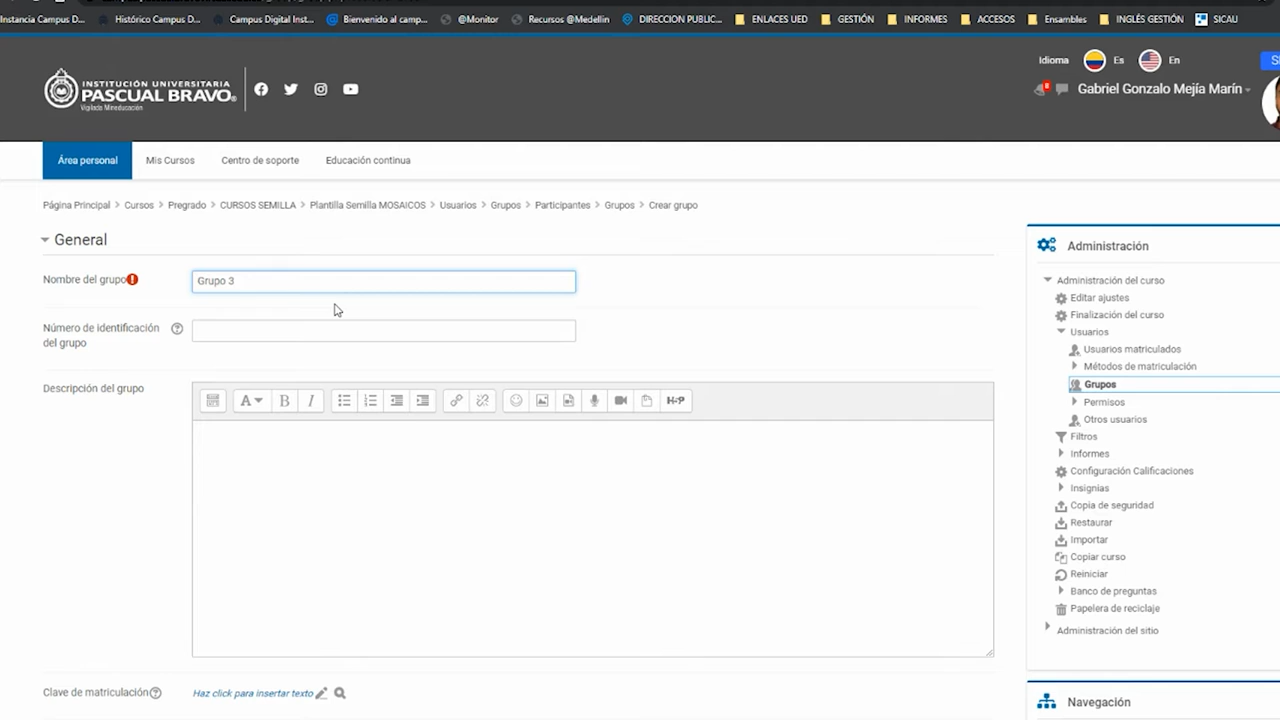 Instancia Campus D...
Histórico Campus D...
Campus Digital Inst...
Bienvenido al camp...
@Monitor
Recursos @Medellin
DIRECCION PUBLIC...
ENLACES UED
GESTIÓN
INFORMES
ACCESOS
Ensambles
INGLÉS GESTIÓN
SICAU
Idioma
Es
En
INSTITUCIÓN UNIVERSITARIA
PASCUAL BRAVO
Vigilada Mineducación
8
Gabriel Gonzalo Mejía Marín
Área personal
Mis Cursos
Centro de soporte
Educación continua
Página Principal > Cursos > Pregrado > CURSOS SEMILLA > Plantilla Semilla MOSAICOS > Usuarios > Grupos > Participantes > Grupos > Crear grupo
General
Nombre del grupo
Grupo 3
Número de identificación
del grupo
Descripción del grupo
A
B
I
H-P
Clave de matriculación
Haz click para insertar texto
Administración
Administración del curso
Editar ajustes
Finalización del curso
Usuarios
Usuarios matriculados
Métodos de matriculación
Grupos
Permisos
Otros usuarios
Filtros
Informes
Configuración Calificaciones
Insignias
Copia de seguridad
Restaurar
Importar
Copiar curso
Reiniciar
Banco de preguntas
Papelera de reciclaje
Administración del sitio
Navegación